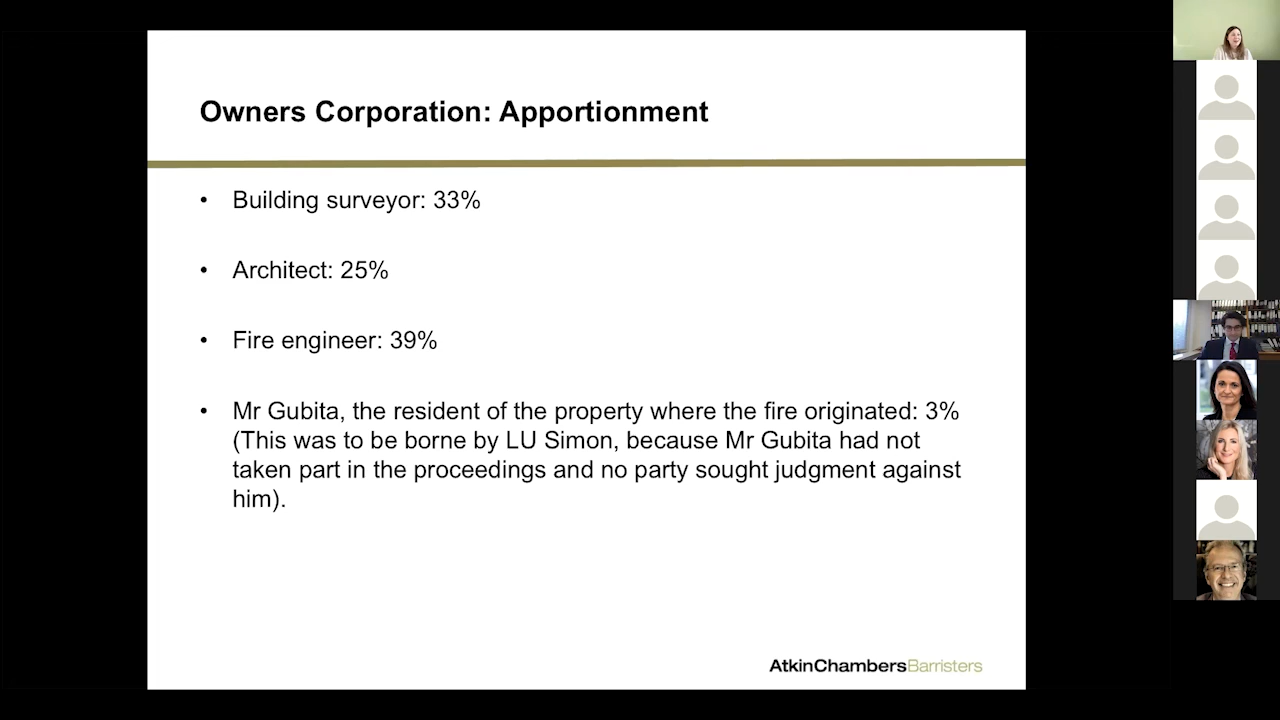 Owners Corporation: Apportionment
• Building surveyor: 33%
• Architect: 25%
• Fire engineer: 39%
• Mr Gubita, the resident of the property where the fire originated: 3%
(This was to be borne by LU Simon, because Mr Gubita had not
taken part in the proceedings and no party sought judgment against
him).
AtkinChambersBarristers